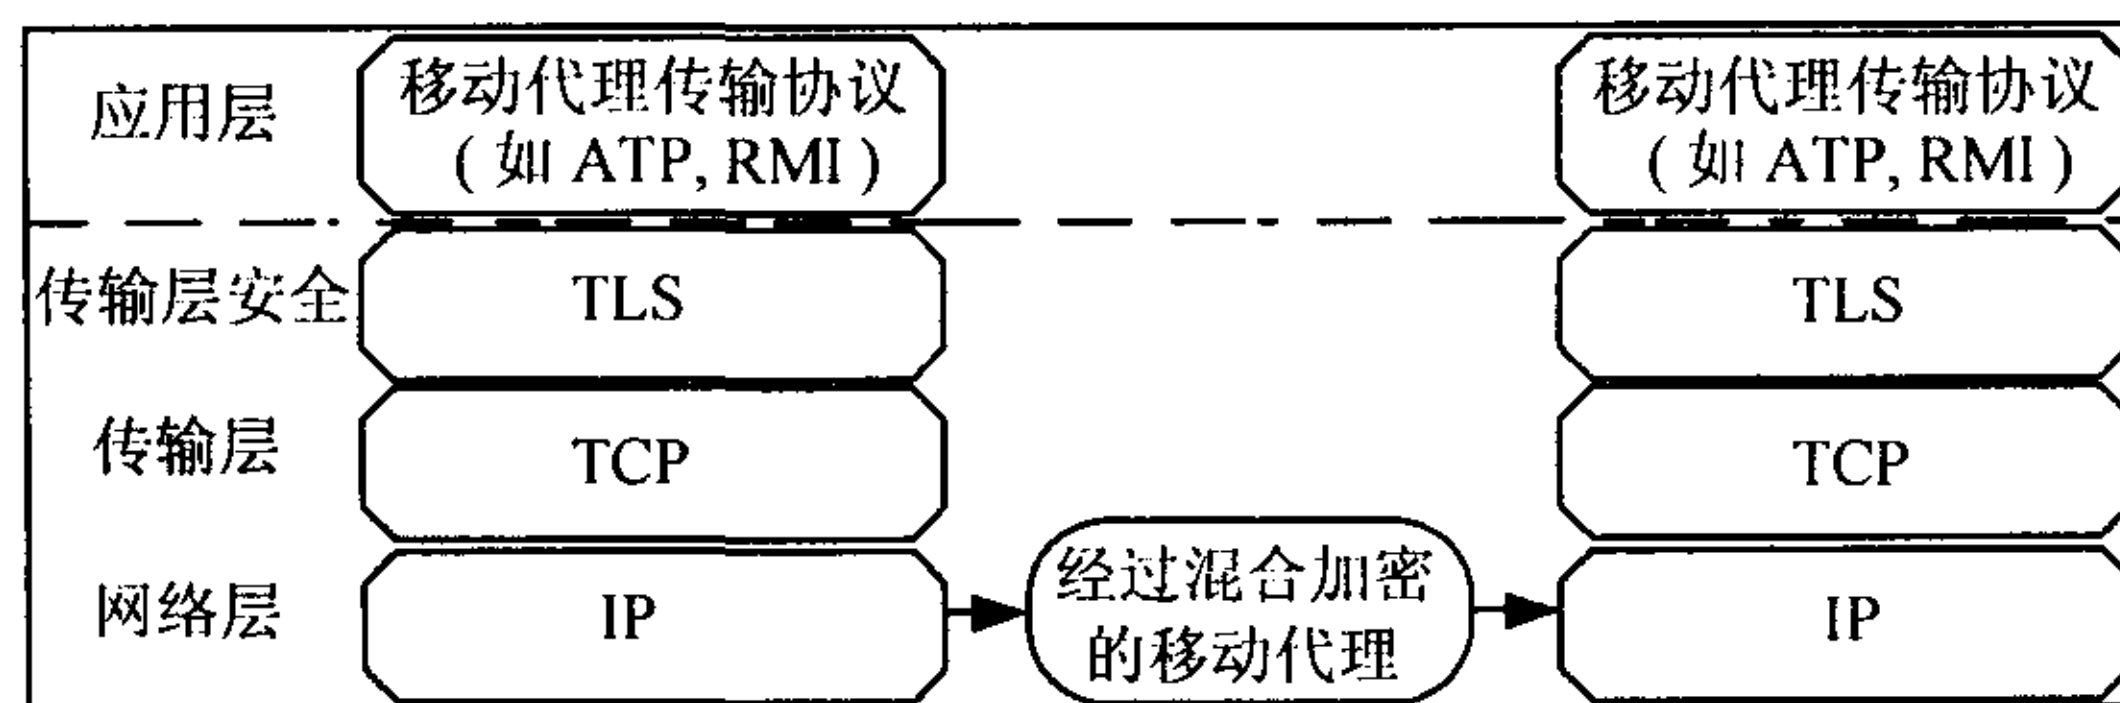 应用层
移动代理传输协议
( 如 ATP, RMI )
移动代理传输协议
( 如 ATP, RMI )
传输层安全
TLS
TLS
传输层
TCP
TCP
网络层
IP
经过混合加密
的移动代理
IP